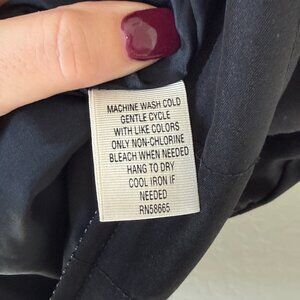 MACHINE WASH COLD
GENTLE CYCLE
WITH LIKE COLORS
ONLY NON-CHLORINE
BLEACH WHEN NEEDED
HANG TO DRY
COOL IRON IF
NEEDED
RN58665